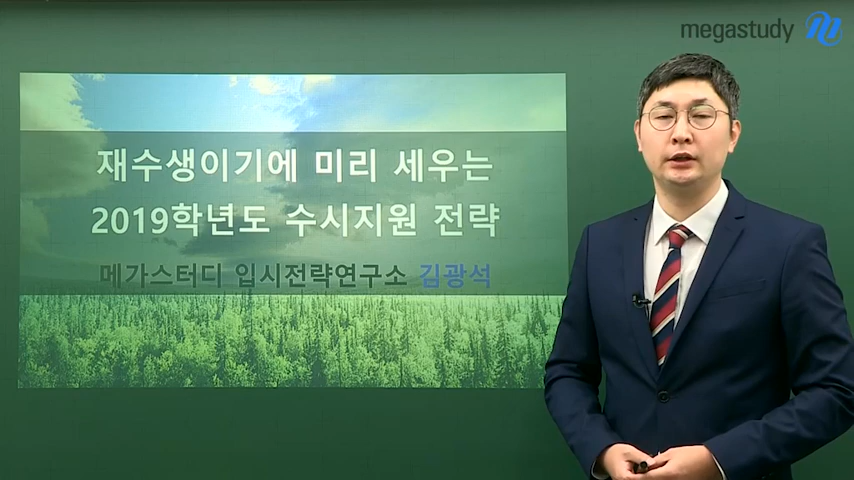 megastudy
재수생이기에 미리 세우는
2019학년도 수시지원 전략
메가스터디 입시전략연구소 김광석